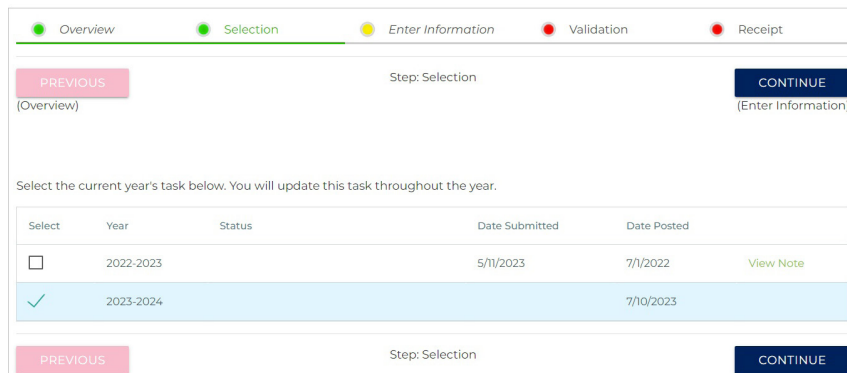 Overview Selection Enter Information Validation Receipt
PREVIOUS Step: Selection CONTINUE
(Overview) (Enter Information)
Select the current year's task below. You will update this task throughout the year.
Select Year Status Date Submitted Date Posted
2022-2023 5/11/2023 7/1/2022 View Note
2023-2024 7/10/2023
PREVIOUS Step: Selection CONTINUE